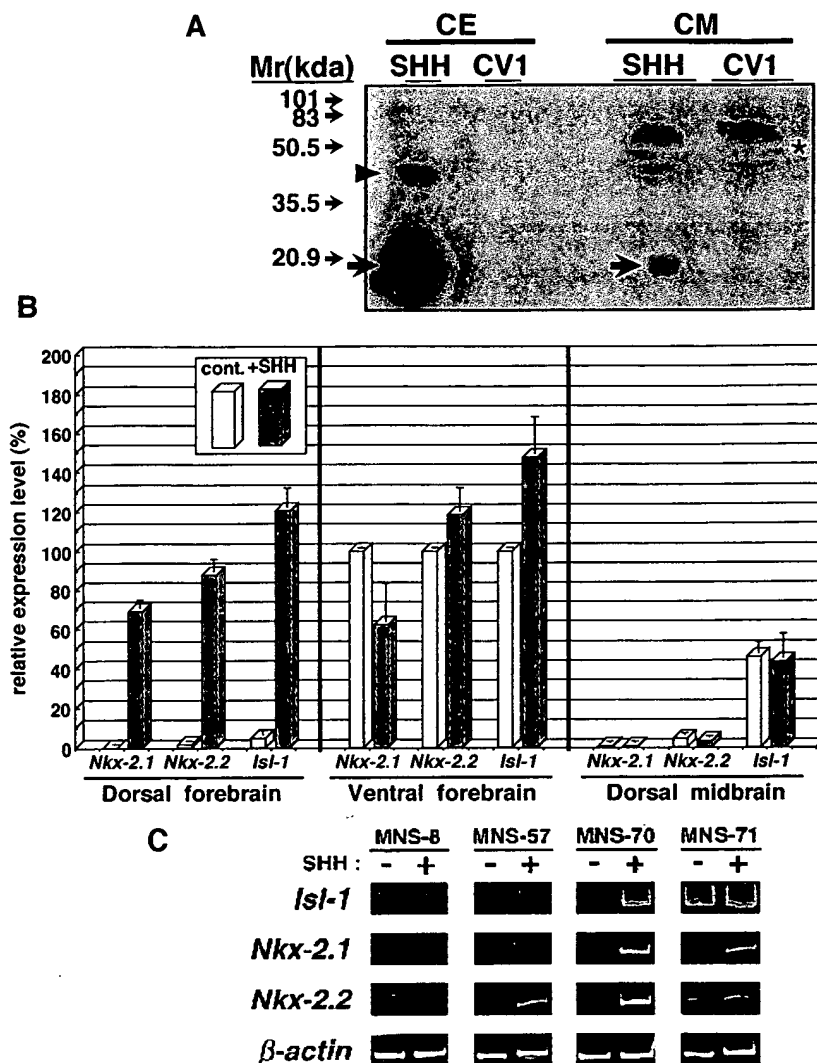 A
CE CM
Mr(kda) SHH CV1 SHH CV1
101
83
50.5
*
35.5
20.9
B
200
180
160
140
120
100
80
60
40
20
0
relative expression level (%)
cont. +SHH
Nkx-2.1 Nkx-2.2 Isl-1 Nkx-2.1 Nkx-2.2 Isl-1 Nkx-2.1 Nkx-2.2 Isl-1
Dorsal forebrain Ventral forebrain Dorsal midbrain
C
MNS-8 MNS-57 MNS-70 MNS-71
SHH : - + - + - + - +
Isl-1
Nkx-2.1
Nkx-2.2
β-actin